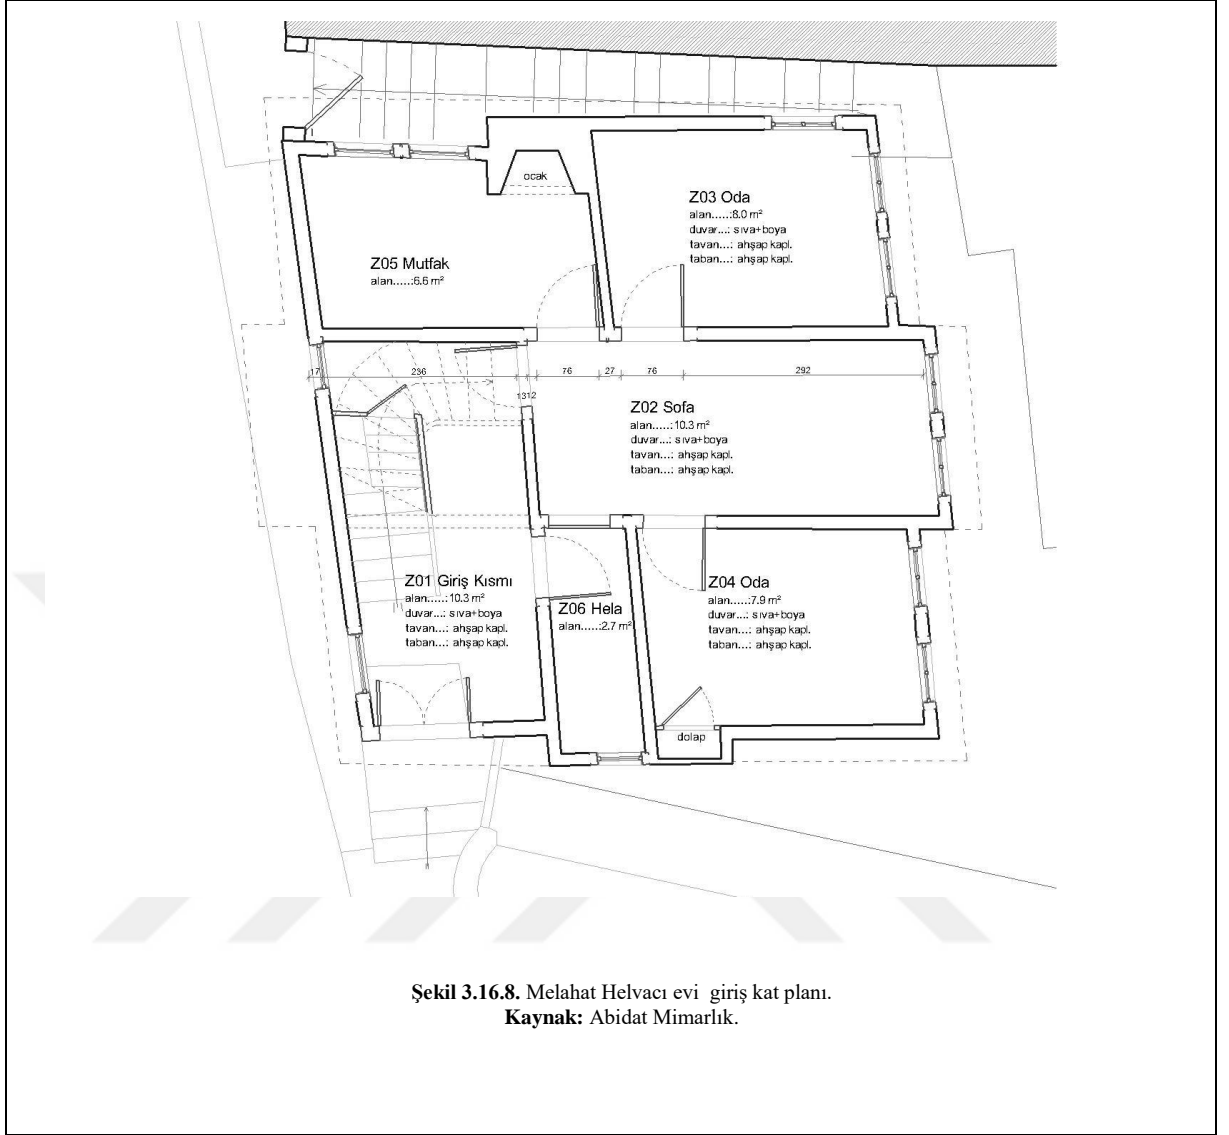 ocak
Z03 Oda
alan.....:8.0 m²
duvar...: sıva+boya
tavan...: ahşap kapl.
taban...: ahşap kapl.
Z05 Mutfak
alan.....:6.6 m²
17 236 76 27 76 292
1312
Z02 Sofa
alan.....:10.3 m²
duvar...: sıva+boya
tavan...: ahşap kapl.
taban...: ahşap kapl.
Z01 Giriş Kısmı
alan.....:10.3 m²
duvar...: sıva+boya
tavan...: ahşap kapl.
taban...: ahşap kapl.
Z06 Hela
alan.....:2.7 m²
Z04 Oda
alan.....:7.9 m²
duvar...: sıva+boya
tavan...: ahşap kapl.
taban...: ahşap kapl.
dolap
Şekil 3.16.8. Melahat Helvacı evi giriş kat planı.
Kaynak: Abidat Mimarlık.